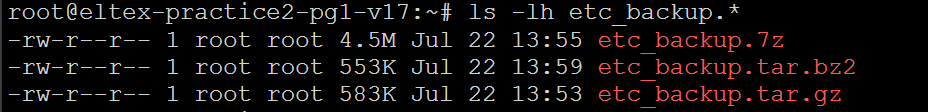 root@eltex-practice2-pg1-v17:~# ls -lh etc_backup.*
-rw-r--r-- 1 root root 4.5M Jul 22 13:55 etc_backup.7z
-rw-r--r-- 1 root root 553K Jul 22 13:59 etc_backup.tar.bz2
-rw-r--r-- 1 root root 583K Jul 22 13:53 etc_backup.tar.gz